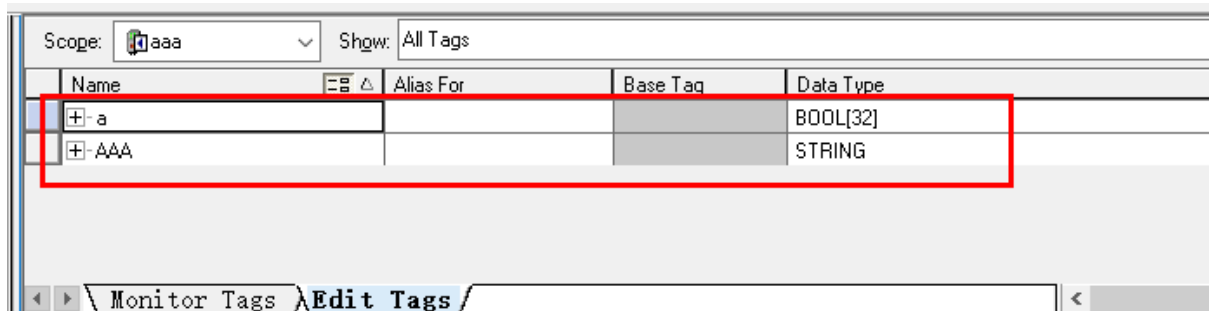 Scope: aaa Show: All Tags
Name Alias For Base Tag Data Type
a BOOL[32]
AAA STRING
Monitor Tags Edit Tags